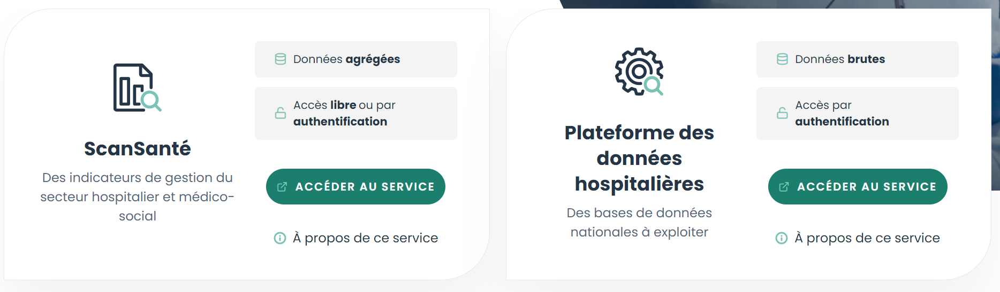 ScanSanté
Des indicateurs de gestion du
secteur hospitalier et médico-
social
Données agrégées
Accès libre ou par
authentification
ACCÉDER AU SERVICE
À propos de ce service
Plateforme des
données
hospitalières
Des bases de données
nationales à exploiter
Données brutes
Accès par
authentification
ACCÉDER AU SERVICE
À propos de ce service